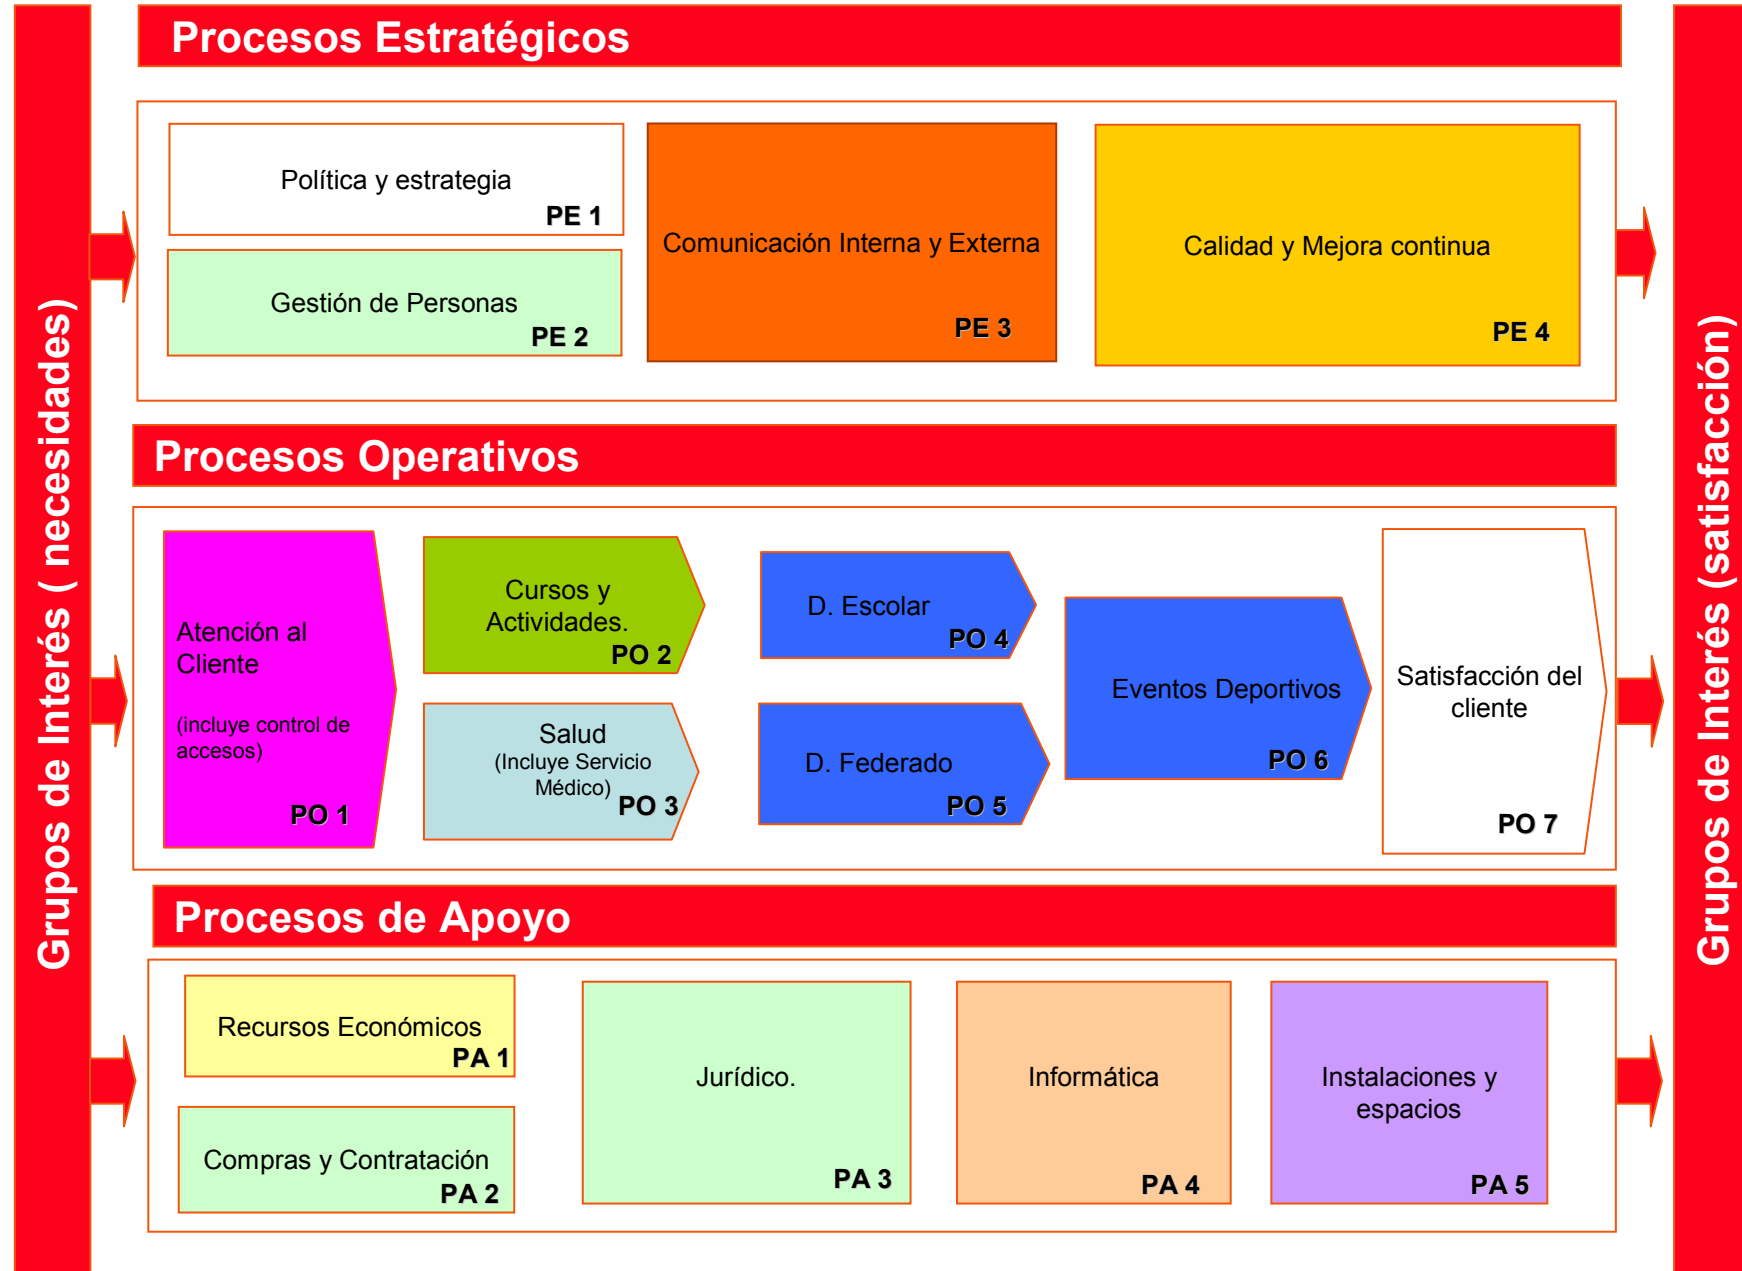 Grupos de Interés ( necesidades)
Procesos Estratégicos
Política y estrategia
PE 1
Gestión de Personas
PE 2
Comunicación Interna y Externa
PE 3
Calidad y Mejora continua
PE 4
Procesos Operativos
Atención al
Cliente
(incluye control de
accesos)
PO 1
Cursos y
Actividades.
PO 2
Salud
(Incluye Servicio
Médico)
PO 3
D. Escolar
PO 4
D. Federado
PO 5
Eventos Deportivos
PO 6
Satisfacción del
cliente
PO 7
Procesos de Apoyo
Recursos Económicos
PA 1
Compras y Contratación
PA 2
Jurídico.
PA 3
Informática
PA 4
Instalaciones y
espacios
PA 5
Grupos de Interés (satisfacción)